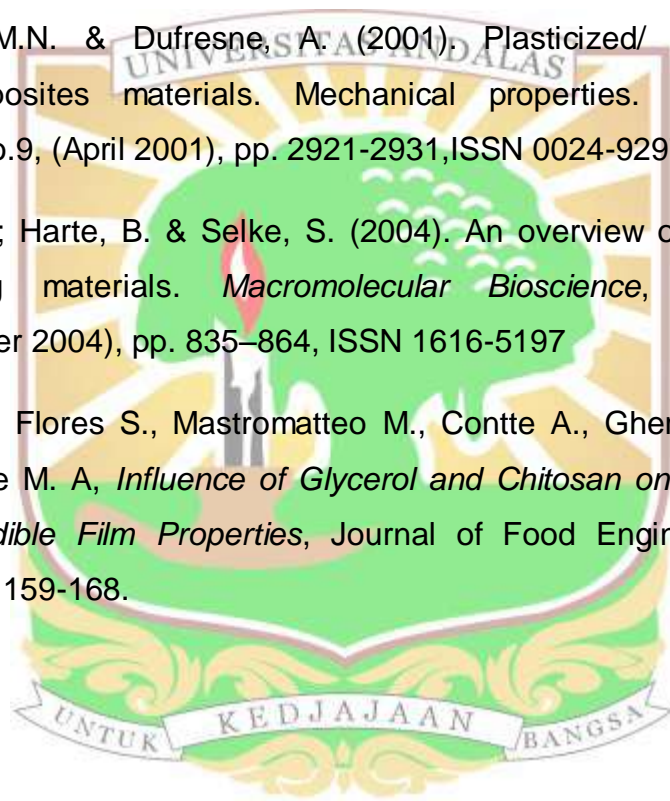 M.N. & Dufresne, A. (2001). Plasticized/
UNIVERSITAS ANDALAS
posites materials. Mechanical properties.
o.9, (April 2001), pp. 2921-2931,ISSN 0024-929
; Harte, B. & Selke, S. (2004). An overview o
g materials. Macromolecular Bioscience,
er 2004), pp. 835–864, ISSN 1616-5197
Flores S., Mastromatteo M., Contte A., Gher
e M. A, Influence of Glycerol and Chitosan on
dible Film Properties, Journal of Food Engin
159-168.
UNTUK KEDJAJAAN BANGSA